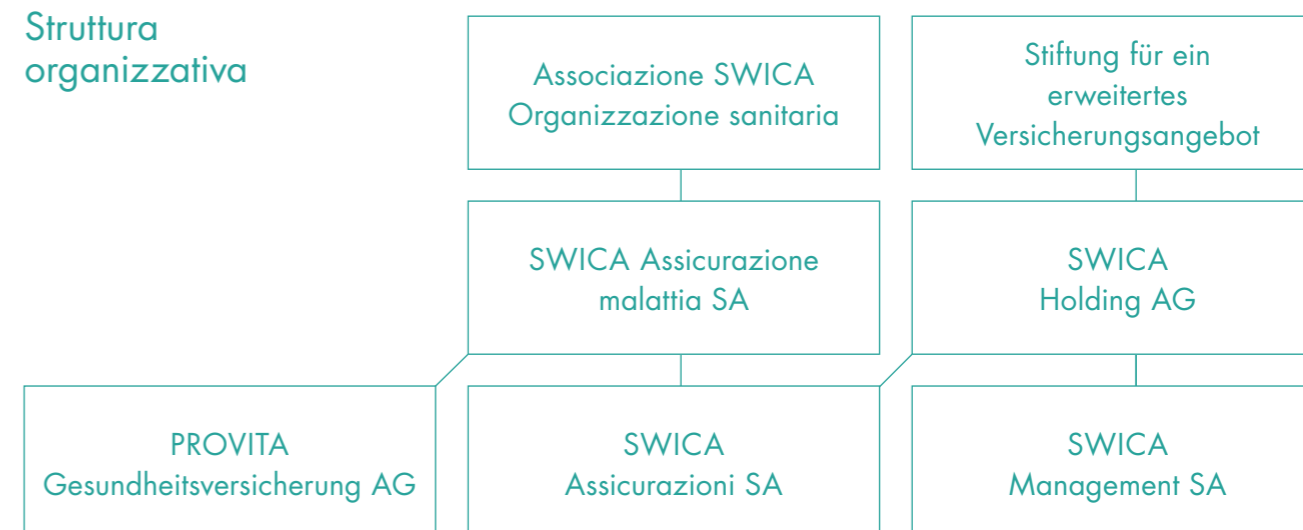 Struttura
organizzativa
Associazione SWICA
Organizzazione sanitaria
Stiftung für ein
erweitertes
Versicherungsangebot
SWICA Assicurazione
malattia SA
SWICA
Holding AG
PROVITA
Gesundheitsversicherung AG
SWICA
Assicurazioni SA
SWICA
Management SA